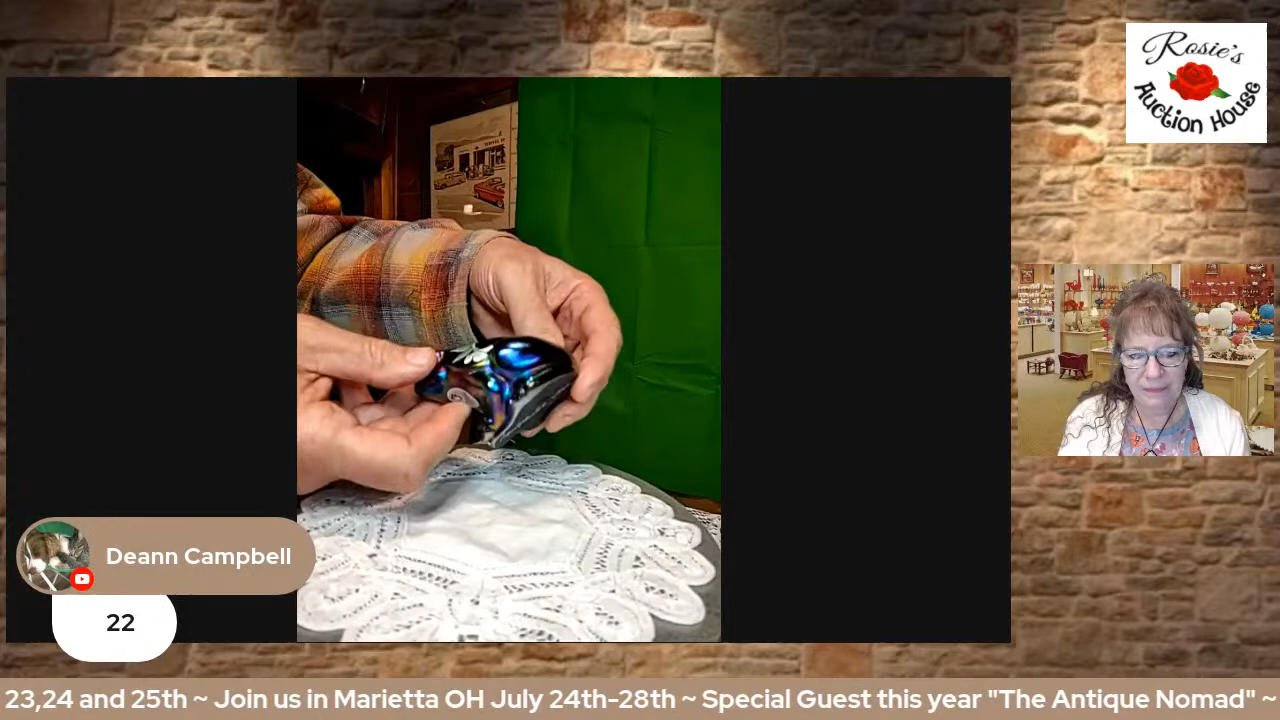 Rosie's
Auction House
Deann Campbell
22
23,24 and 25th ~ Join us in Marietta OH July 24th-28th ~ Special Guest this year "The Antique Nomad" ~